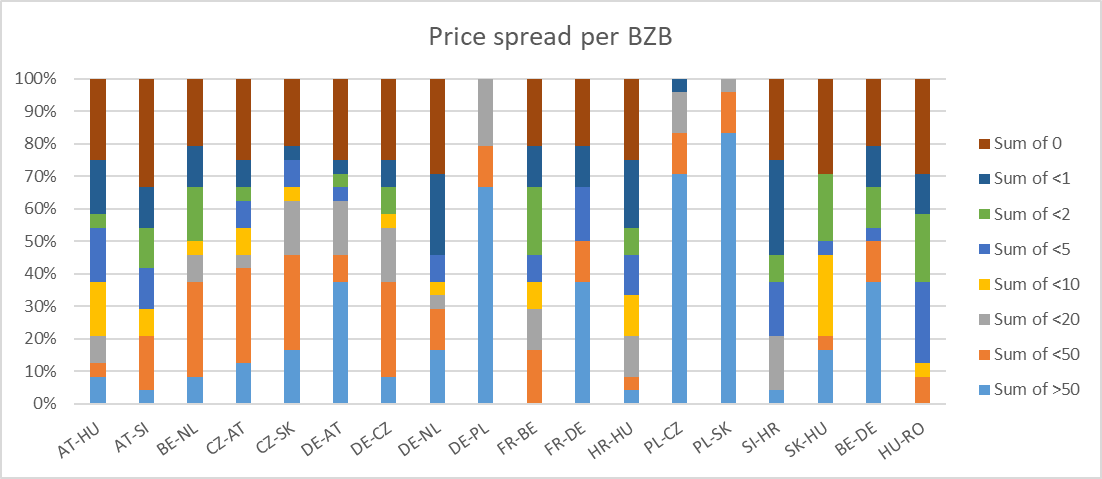 Price spread per BZB
100%
90%
80%
70%
60%
50%
40%
30%
20%
10%
0%
AT-HU
AT-SI
BE-NL
CZ-AT
CZ-SK
DE-AT
DE-CZ
DE-NL
DE-PL
FR-BE
FR-DE
HR-HU
PL-CZ
PL-SK
SI-HR
SK-HU
BE-DE
HU-RO
Sum of 0
Sum of <1
Sum of <2
Sum of <5
Sum of <10
Sum of <20
Sum of <50
Sum of >50